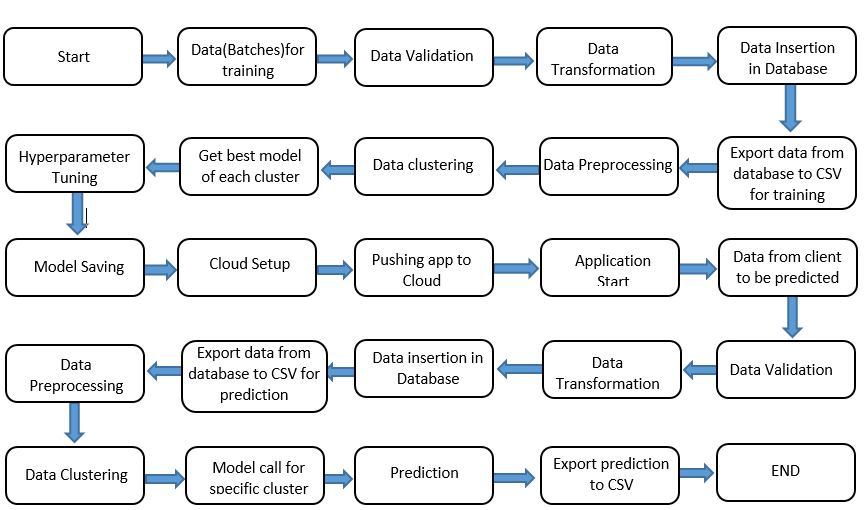 Start
Data(Batches)for
training
Data Validation
Data
Transformation
Data Insertion
in Database
Hyperparameter
Tuning
Get best model
of each cluster
Data clustering
Data Preprocessing
Export data from
database to CSV
for training
Model Saving
Cloud Setup
Pushing app to
Cloud
Application
Start
Data from client
to be predicted
Data
Preprocessing
Export data from
database to CSV for
prediction
Data insertion in
Database
Data
Transformation
Data Validation
Data Clustering
Model call for
specific cluster
Prediction
Export prediction
to CSV
END